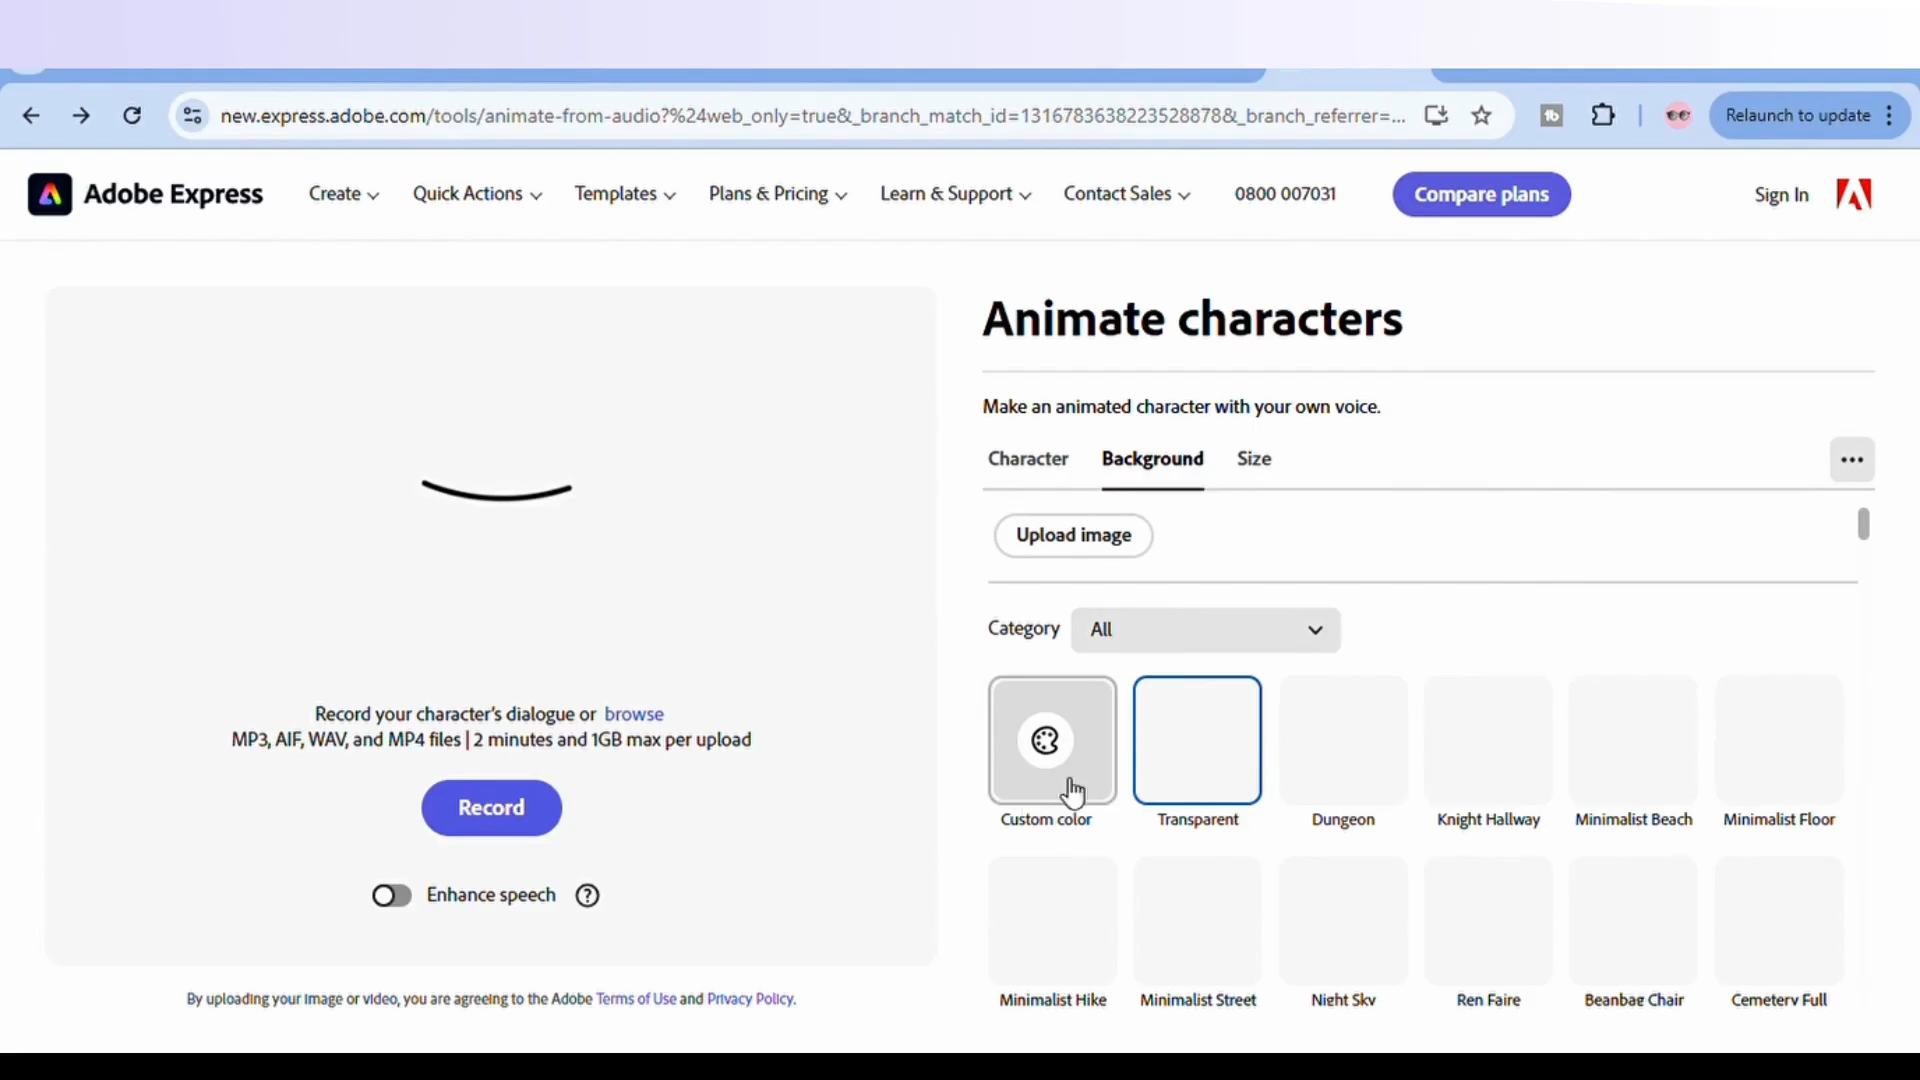 new.express.adobe.com/tools/animate-from-audio?%24web_only=true&_branch_match_id=1316783638223528878&_branch_referrer=...
Relaunch to update
Adobe Express
Create
Quick Actions
Templates
Plans & Pricing
Learn & Support
Contact Sales
0800 007031
Compare plans
Sign In
Animate characters
Make an animated character with your own voice.
Character
Background
Size
Upload image
Category
All
Custom color
Transparent
Dungeon
Knight Hallway
Minimalist Beach
Minimalist Floor
Minimalist Hike
Minimalist Street
Night Sky
Ren Faire
Beanbag Chair
Cemetery Full
Record your character's dialogue or browse
MP3, AIF, WAV, and MP4 files | 2 minutes and 1GB max per upload
Record
Enhance speech
By uploading your image or video, you are agreeing to the Adobe Terms of Use and Privacy Policy.